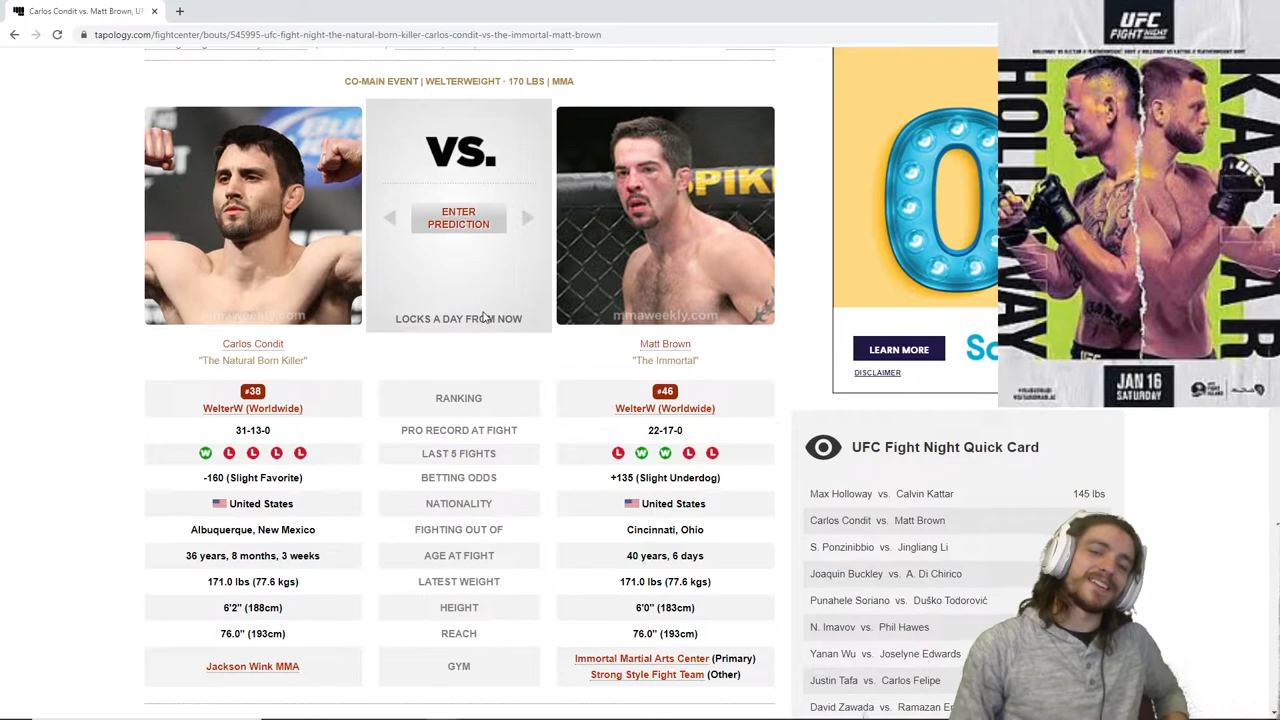 Carlos Condit vs. Matt Brown, UF
tapology.com/fightcenter/bouts/545995-ufc-fight-night-the-natural-born-kil
mmortal-matt-brown
CO-MAIN EVENT | WELTERWEIGHT · 170 LBS | MMA
VS.
ENTER
PREDICTION
LOCKS A DAY FROM NOW
mmaweekly.com
SPIKE
mmaweekly.com
Carlos Condit
Matt Brown
"The Natural Born Killer"
"The Immortal"
#38
RANKING
#46
WelterW (Worldwide)
WelterW (Worldwide)
31-13-0
PRO RECORD AT FIGHT
22-17-0
W L L L L
LAST 5 FIGHTS
L W W L L
-160 (Slight Favorite)
BETTING ODDS
+135 (Slight Underdog)
United States
NATIONALITY
United States
Albuquerque, New Mexico
FIGHTING OUT OF
Cincinnati, Ohio
36 years, 8 months, 3 weeks
AGE AT FIGHT
40 years, 6 days
171.0 lbs (77.6 kgs)
LATEST WEIGHT
171.0 lbs (77.6 kgs)
6'2" (188cm)
HEIGHT
6'0" (183cm)
76.0" (193cm)
REACH
76.0" (193cm)
Jackson Wink MMA
GYM
Immortal Martial Arts Center (Primary)
Strong Style Fight Team (Other)
LEARN MORE
DISCLAIMER
UFC
FIGHT NIGHT
HOLLOWAY
KATTAR
UFC
JAN 16
SATURDAY
UFC Fight Night Quick Card
Max Holloway vs. Calvin Kattar 145 lbs
Carlos Condit vs. Matt Brown
S. Ponzinibbio vs. Jingliang Li
Joaquin Buckley vs. A. Di Chirico
Punahele Soriano vs. Duško Todorović
N. Imavov vs. Phil Hawes
Yanan Wu vs. Joselyne Edwards
Justin Tafa vs. Carlos Felipe
David Zawada vs. Ramazan E